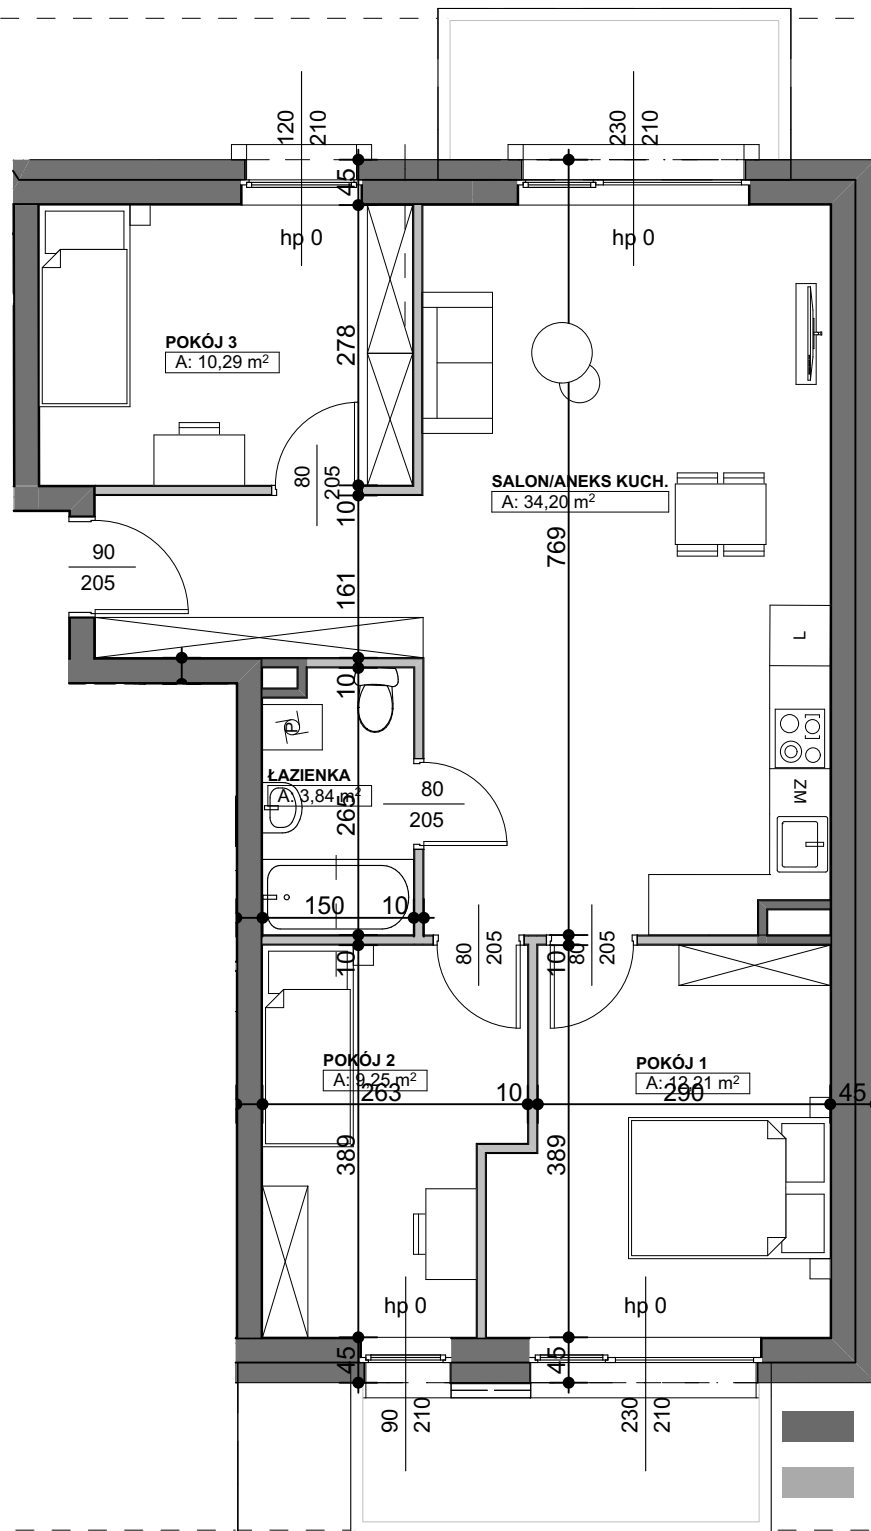 120
210
230
210
45
hp 0
hp 0
278
POKÓJ 3
A: 10,29 m²
80
205
10
SALON/ANEKS KUCH.
A: 34,20 m²
769
90
205
161
L
10
P
ŁAZIENKA
A: 3,84 m²
265
80
205
ZM
150
10
80
205
10
10
80
205
POKÓJ 2
A: 9,25 m²
263
10
POKÓJ 1
A: 12,21 m²
290
45
389
389
hp 0
hp 0
45
45
90
210
230
210